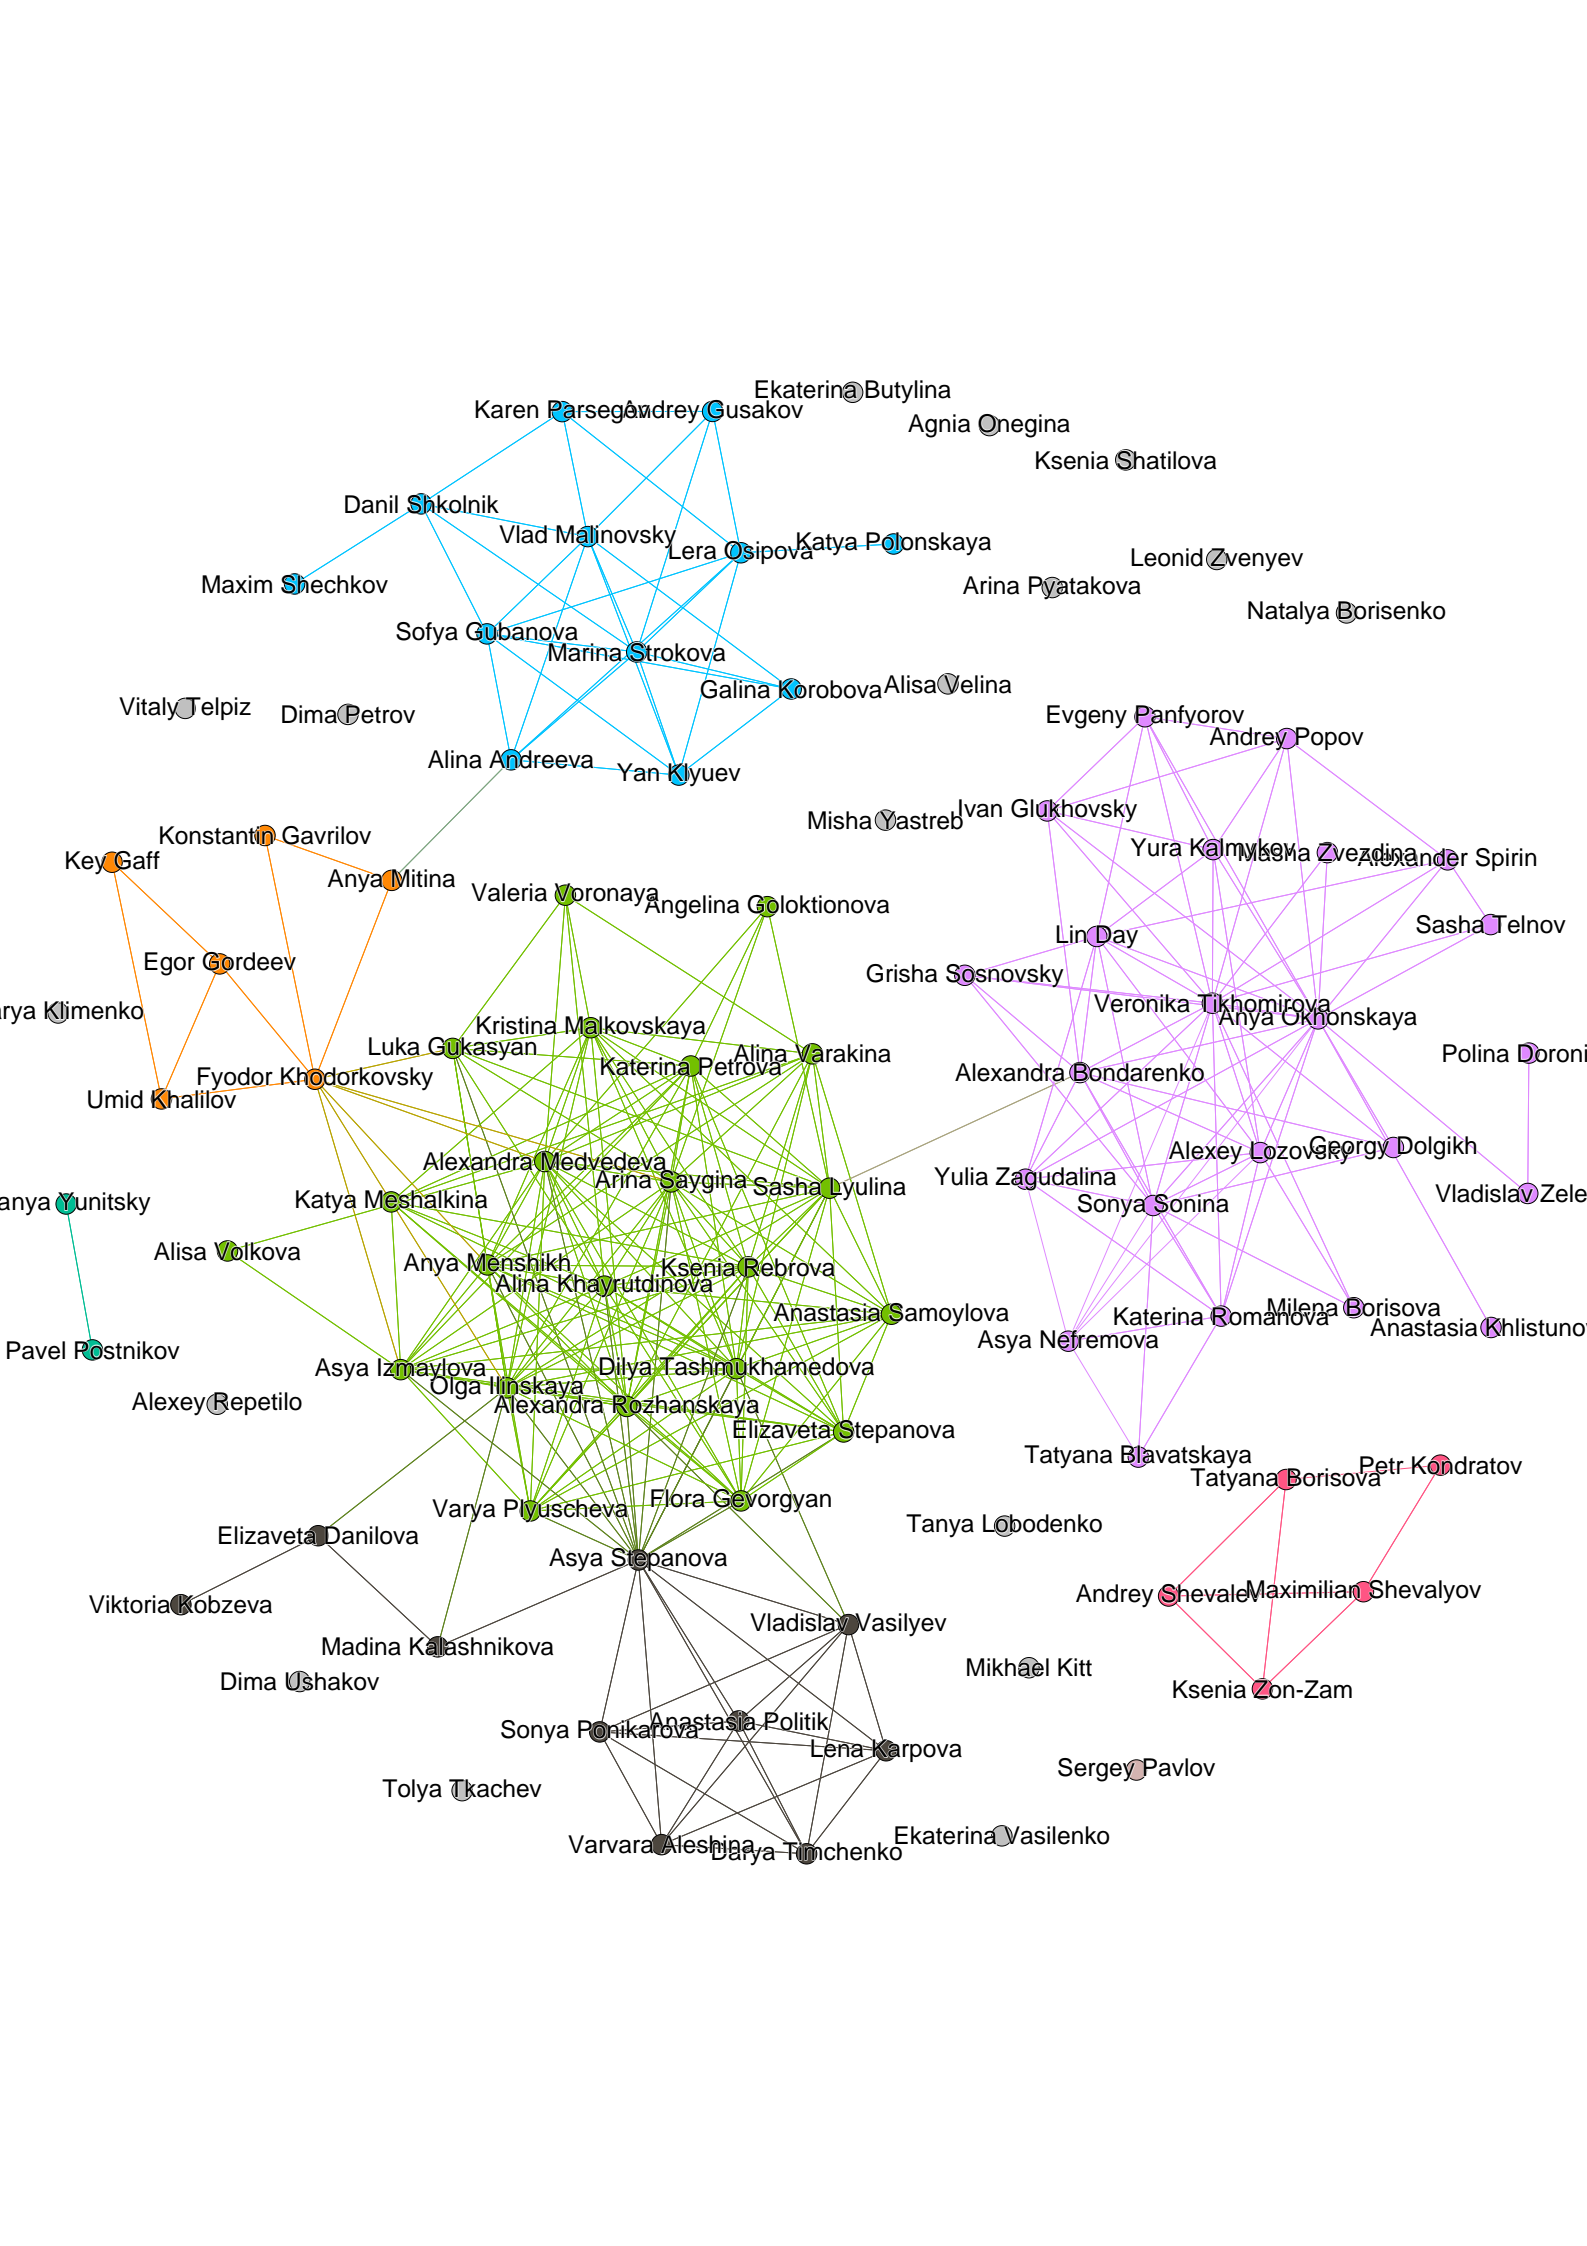 Ekaterina Butylina
Karen Parsegov
Andrey Gusakov
Agnia Onegina
Ksenia Shatilova
Danil Shkolnik
Vlad Malinovsky
Lera Osipova
Katya Polonskaya
Leonid Zvenyev
Maxim Shechkov
Arina Pyatakova
Natalya Borisenko
Sofya Gubanova
Marina Strokova
Galina Korobova
Alisa Velina
Vitaly Telpiz
Dima Petrov
Evgeny Panfyorov
Andrey Popov
Alina Andreeva
Yan Klyuev
Ivan Glukhovsky
Misha Yastreb
Konstantin Gavrilov
Key Gaff
Yura Kalmykov
Masha Zvezdina
Alexander Spirin
Anya Mitina
Valeria Voronaya
Angelina Goloktionova
Sasha Telnov
Lin Day
Egor Gordeev
Grisha Sosnovsky
Veronika Tikhomirova
Anya Okhonskaya
arya Klimenko
Kristina Malkovskaya
Luka Gukasyan
Alina Varakina
Polina Doroni
Katerina Petrova
Alexandra Bondarenko
Fyodor Khodorkovsky
Umid Khalilov
Alexandra Medvedeva
Alexey Lozovsky
Georgy Dolgikh
Arina Saygina
Sasha Lyulina
Yulia Zagudalina
anya Yunitsky
Katya Meshalkina
Sonya Sonina
Vladislav Zele
Alisa Volkova
Anya Menshikh
Ksenia Rebrova
Alina Khayrutdinova
Anastasia Samoylova
Katerina Romanova
Milena Borisova
Anastasia Khlistunov
Asya Nefremova
Pavel Postnikov
Asya Izmaylova
Dilya Tashmukhamedova
Olga Ilinskaya
Alexey Repetilo
Alexandra Rozhanskaya
Elizaveta Stepanova
Tatyana Blavatskaya
Tatyana Borisova
Petr Kondratov
Varya Plyuscheva
Flora Gevorgyan
Tanya Lobodenko
Elizaveta Danilova
Asya Stepanova
Viktoria Kobzeva
Andrey Shevalev
Maximilian Shevalyov
Vladislav Vasilyev
Madina Kalashnikova
Dima Ushakov
Mikhael Kitt
Ksenia Zon-Zam
Sonya Ponikarova
Anastasia Politik
Lena Karpova
Sergey Pavlov
Tolya Tkachev
Ekaterina Vasilenko
Varvara Aleshina
Darya Timchenko